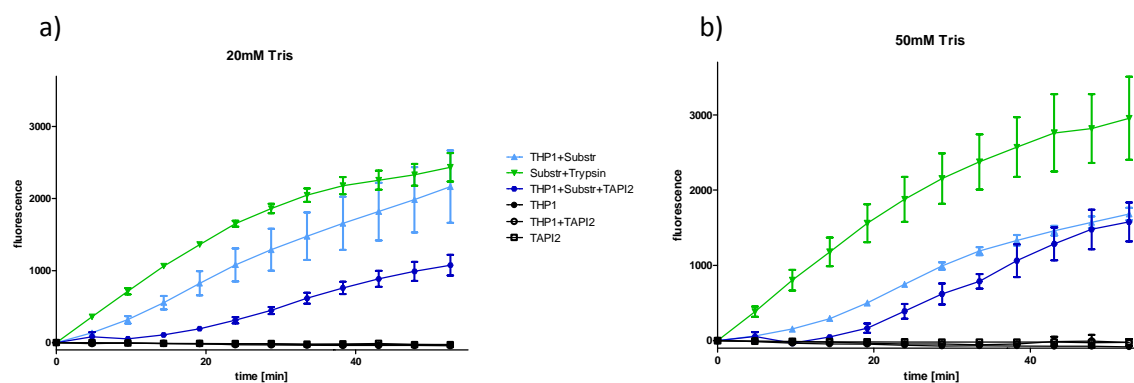 a)
20mM Tris
fluorescence
3000
2000
1000
0
0
20
40
time [min]
THP1+Substr
Substr+Trypsin
THP1+Substr+TAPI2
THP1
THP1+TAPI2
TAPI2
b)
50mM Tris
fluorescence
3000
2000
1000
0
0
20
40
time [min]